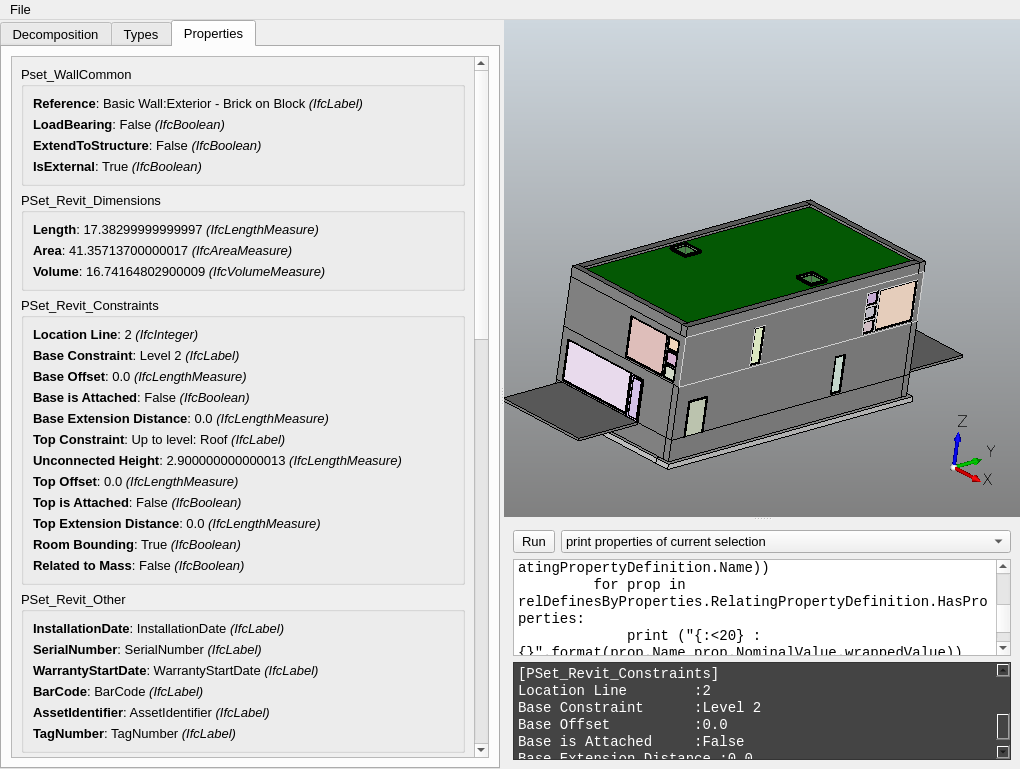 File
Decomposition Types Properties
Pset_WallCommon
Reference: Basic Wall:Exterior - Brick on Block (IfcLabel)
LoadBearing: False (IfcBoolean)
ExtendToStructure: False (IfcBoolean)
IsExternal: True (IfcBoolean)
PSet_Revit_Dimensions
Length: 17.38299999999997 (IfcLengthMeasure)
Area: 41.35713700000017 (IfcAreaMeasure)
Volume: 16.74164802900009 (IfcVolumeMeasure)
PSet_Revit_Constraints
Location Line: 2 (IfcInteger)
Base Constraint: Level 2 (IfcLabel)
Base Offset: 0.0 (IfcLengthMeasure)
Base is Attached: False (IfcBoolean)
Base Extension Distance: 0.0 (IfcLengthMeasure)
Top Constraint: Up to level: Roof (IfcLabel)
Unconnected Height: 2.900000000000013 (IfcLengthMeasure)
Top Offset: 0.0 (IfcLengthMeasure)
Top is Attached: False (IfcBoolean)
Top Extension Distance: 0.0 (IfcLengthMeasure)
Room Bounding: True (IfcBoolean)
Related to Mass: False (IfcBoolean)
PSet_Revit_Other
InstallationDate: InstallationDate (IfcLabel)
SerialNumber: SerialNumber (IfcLabel)
WarrantyStartDate: WarrantyStartDate (IfcLabel)
BarCode: BarCode (IfcLabel)
AssetIdentifier: AssetIdentifier (IfcLabel)
TagNumber: TagNumber (IfcLabel)
Z
Y
X
Run print properties of current selection
atingPropertyDefinition.Name))
for prop in
relDefinesByProperties.RelatingPropertyDefinition.HasPro
perties:
print ("{:<20} :
{}".format(prop.Name,prop.NominalValue.wrappedValue))
[PSet_Revit_Constraints]
Location Line :2
Base Constraint :Level 2
Base Offset :0.0
Base is Attached :False
Base Extension Distance :0.0